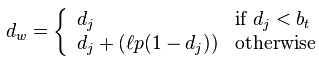 d_w = { d_j if d_j < b_t
d_j + (ℓp(1 − d_j)) otherwise